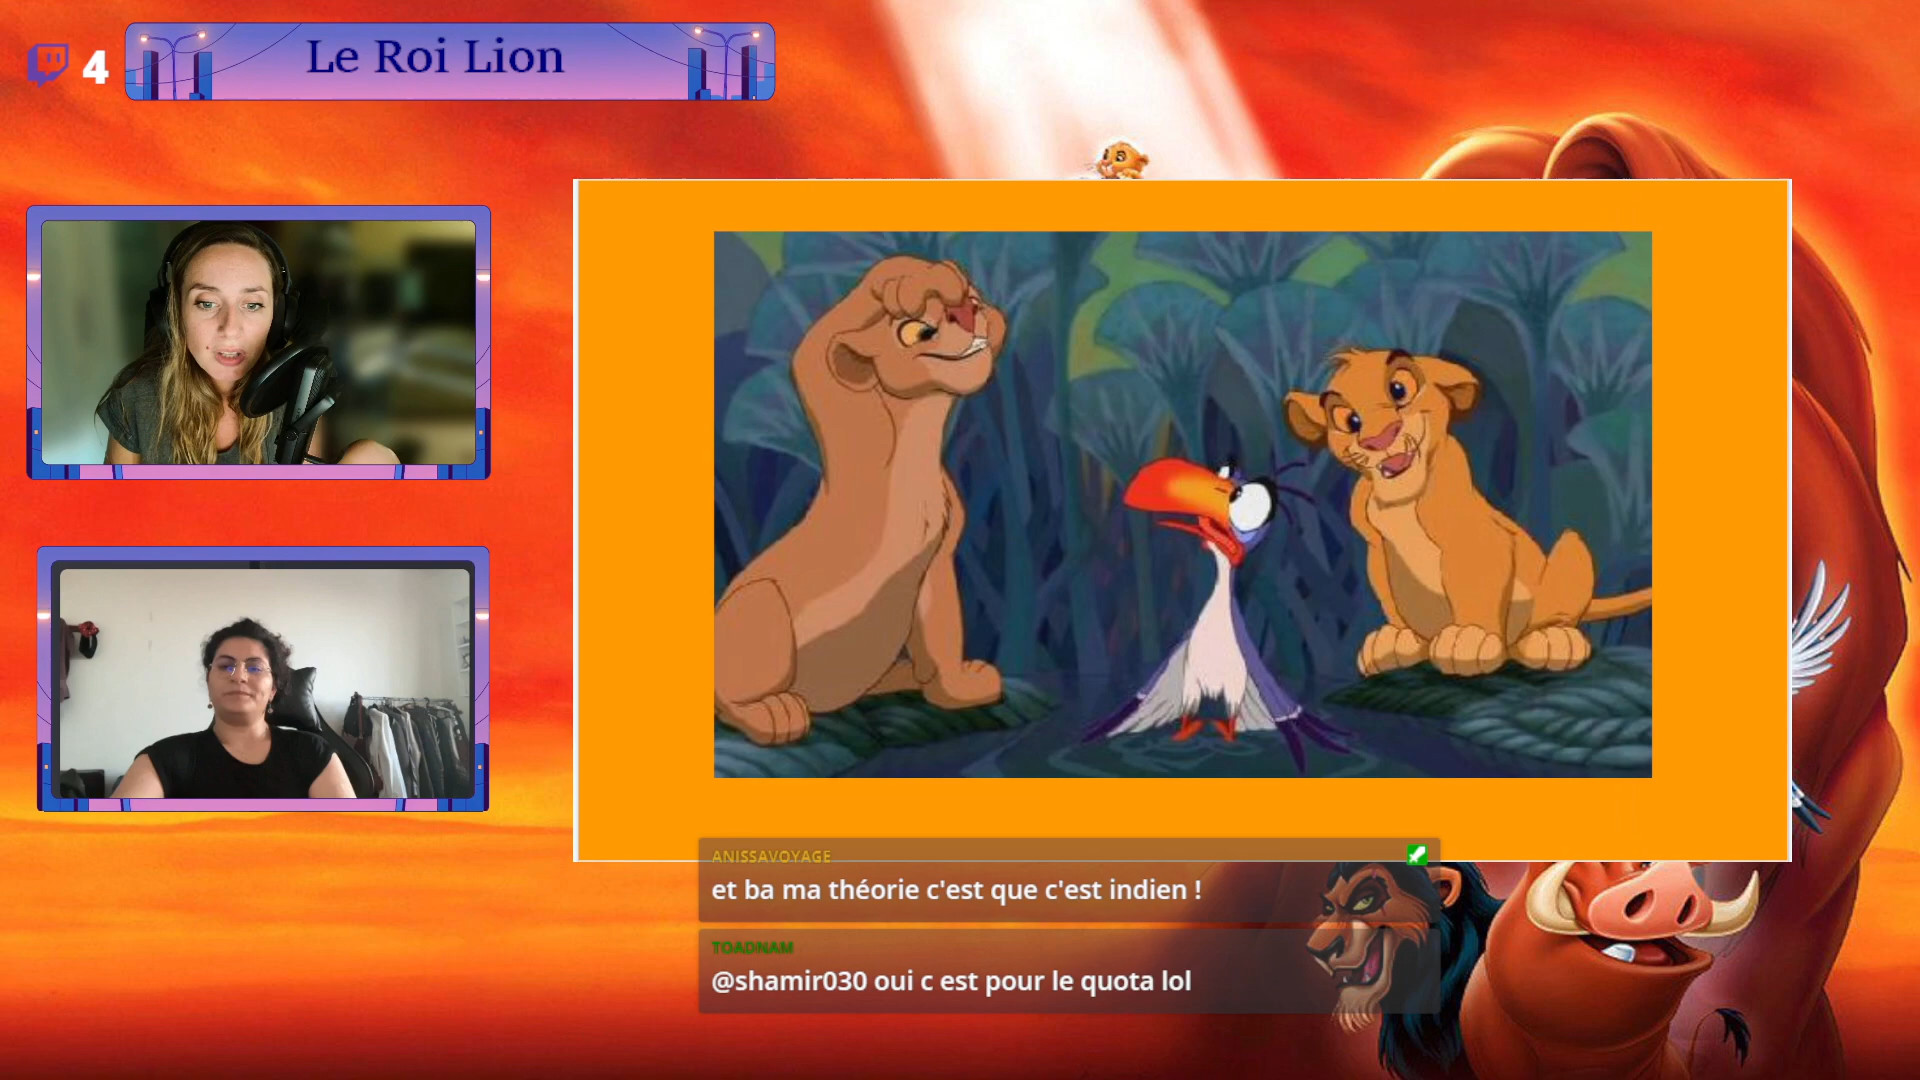 4
Le Roi Lion
ANISSAVOYAGE
et ba ma théorie c'est que c'est indien !
TOADNAM
@shamir030 oui c est pour le quota lol